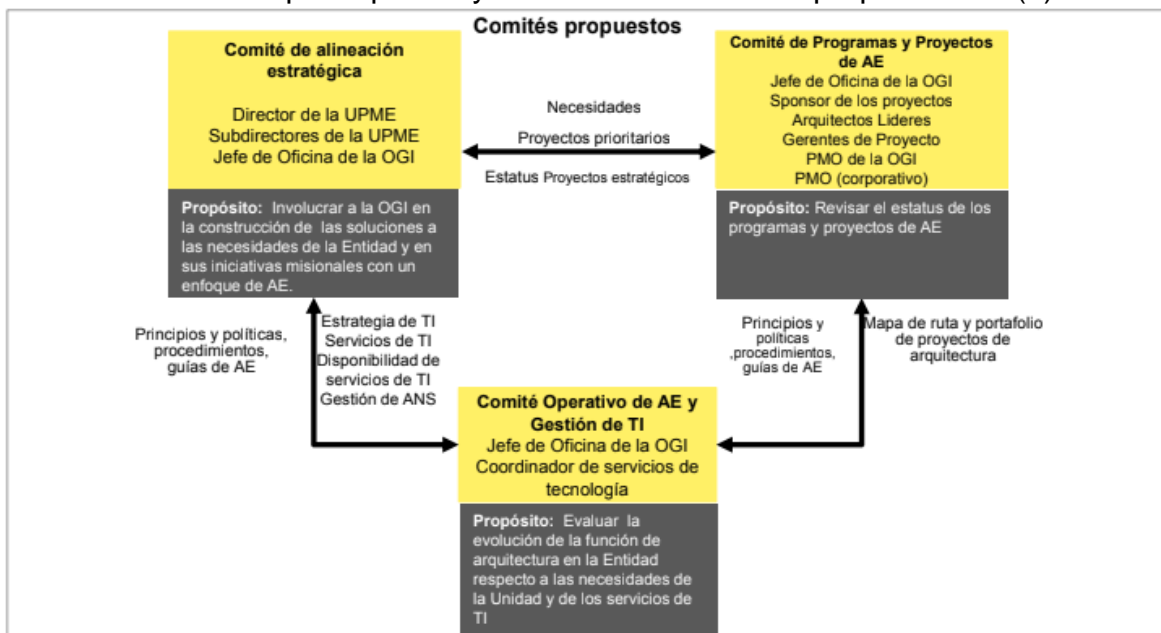 Comités propuestos
Comité de alineación
estratégica
Director de la UPME
Subdirectores de la UPME
Jefe de Oficina de la OGI
Propósito: Involucrar a la OGI en
la construcción de las soluciones a
las necesidades de la Entidad y en
sus iniciativas misionales con un
enfoque de AE.
Necesidades
Proyectos prioritarios
Estatus Proyectos estratégicos
Comité de Programas y Proyectos
de AE
Jefe de Oficina de la OGI
Sponsor de los proyectos
Arquitectos Lideres
Gerentes de Proyecto
PMO de la OGI
PMO (corporativo)
Propósito: Revisar el estatus de los
programas y proyectos de AE
Principios y políticas,
procedimientos,
guías de AE
Estrategia de TI
Servicios de TI
Disponibilidad de
servicios de TI
Gestión de ANS
Principios y
políticas
,procedimientos,
guías de AE
Mapa de ruta y portafolio
de proyectos de
arquitectura
Comité Operativo de AE y
Gestión de TI
Jefe de Oficina de la OGI
Coordinador de servicios de
tecnología
Propósito: Evaluar la
evolución de la función de
arquitectura en la Entidad
respecto a las necesidades de
la Unidad y de los servicios de
TI